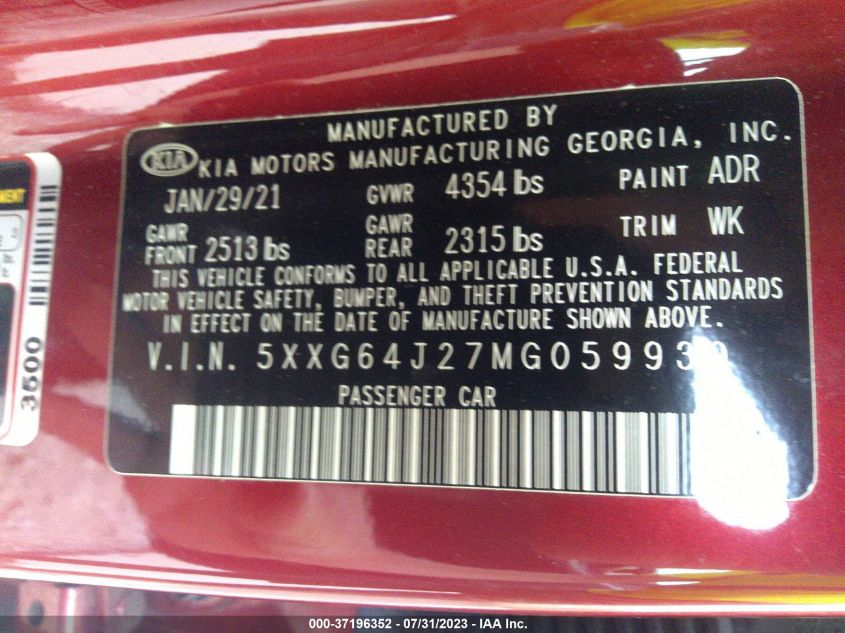 MANUFACTURED BY
KIA KIA MOTORS MANUFACTURING GEORGIA, INC.
JAN/29/21 GVWR 4354 lbs PAINT ADR
GAWR FRONT 2513 lbs GAWR REAR 2315 lbs TRIM WK
THIS VEHICLE CONFORMS TO ALL APPLICABLE U.S.A. FEDERAL
MOTOR VEHICLE SAFETY, BUMPER, AND THEFT PREVENTION STANDARDS
IN EFFECT ON THE DATE OF MANUFACTURE SHOWN ABOVE.
V.I.N. 5XXG64J27MG059930
PASSENGER CAR
3500
000-37196352 - 07/31/2023 - IAA Inc.